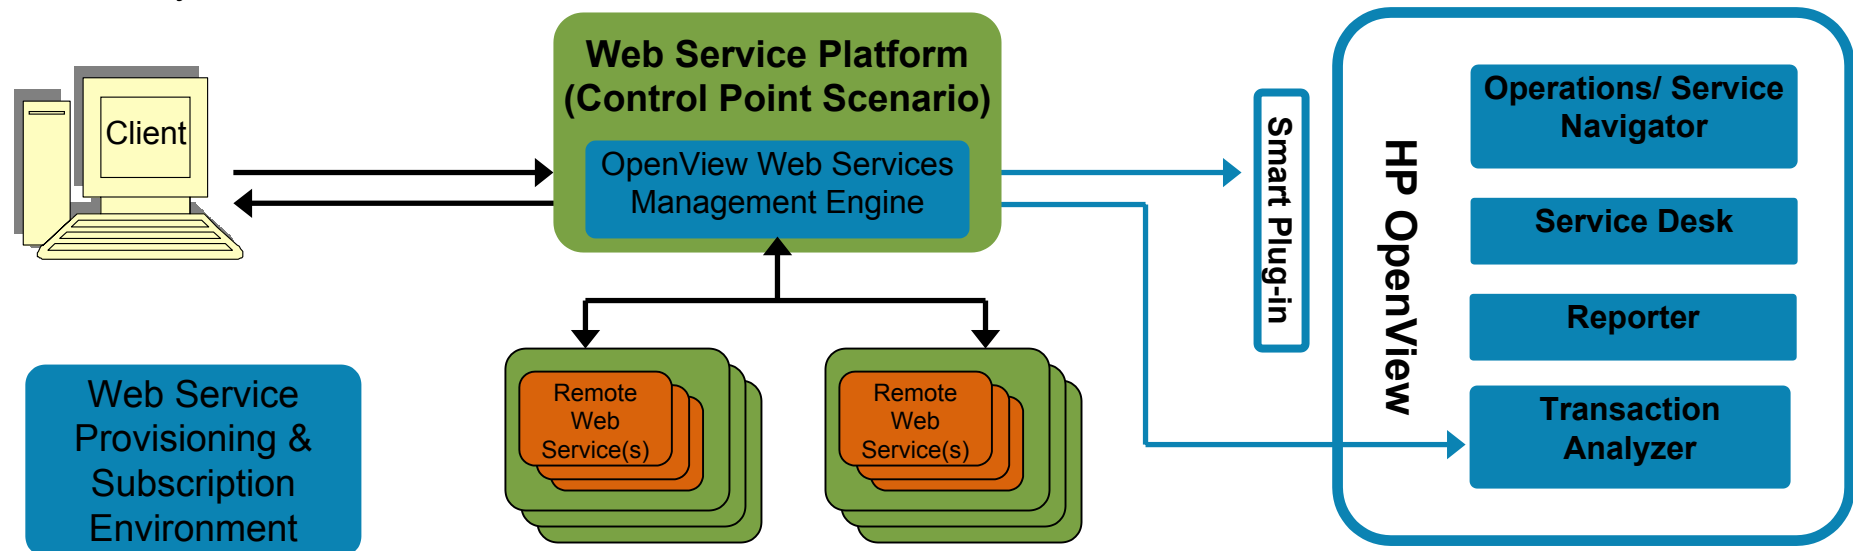 Web Service Platform
(Control Point Scenario)
Client
OpenView Web Services
Management Engine
Smart Plug-in
HP OpenView
Operations/ Service
Navigator
Service Desk
Reporter
Transaction
Analyzer
Remote
Web
Service(s)
Remote
Web
Service(s)
Web Service
Provisioning &
Subscription
Environment